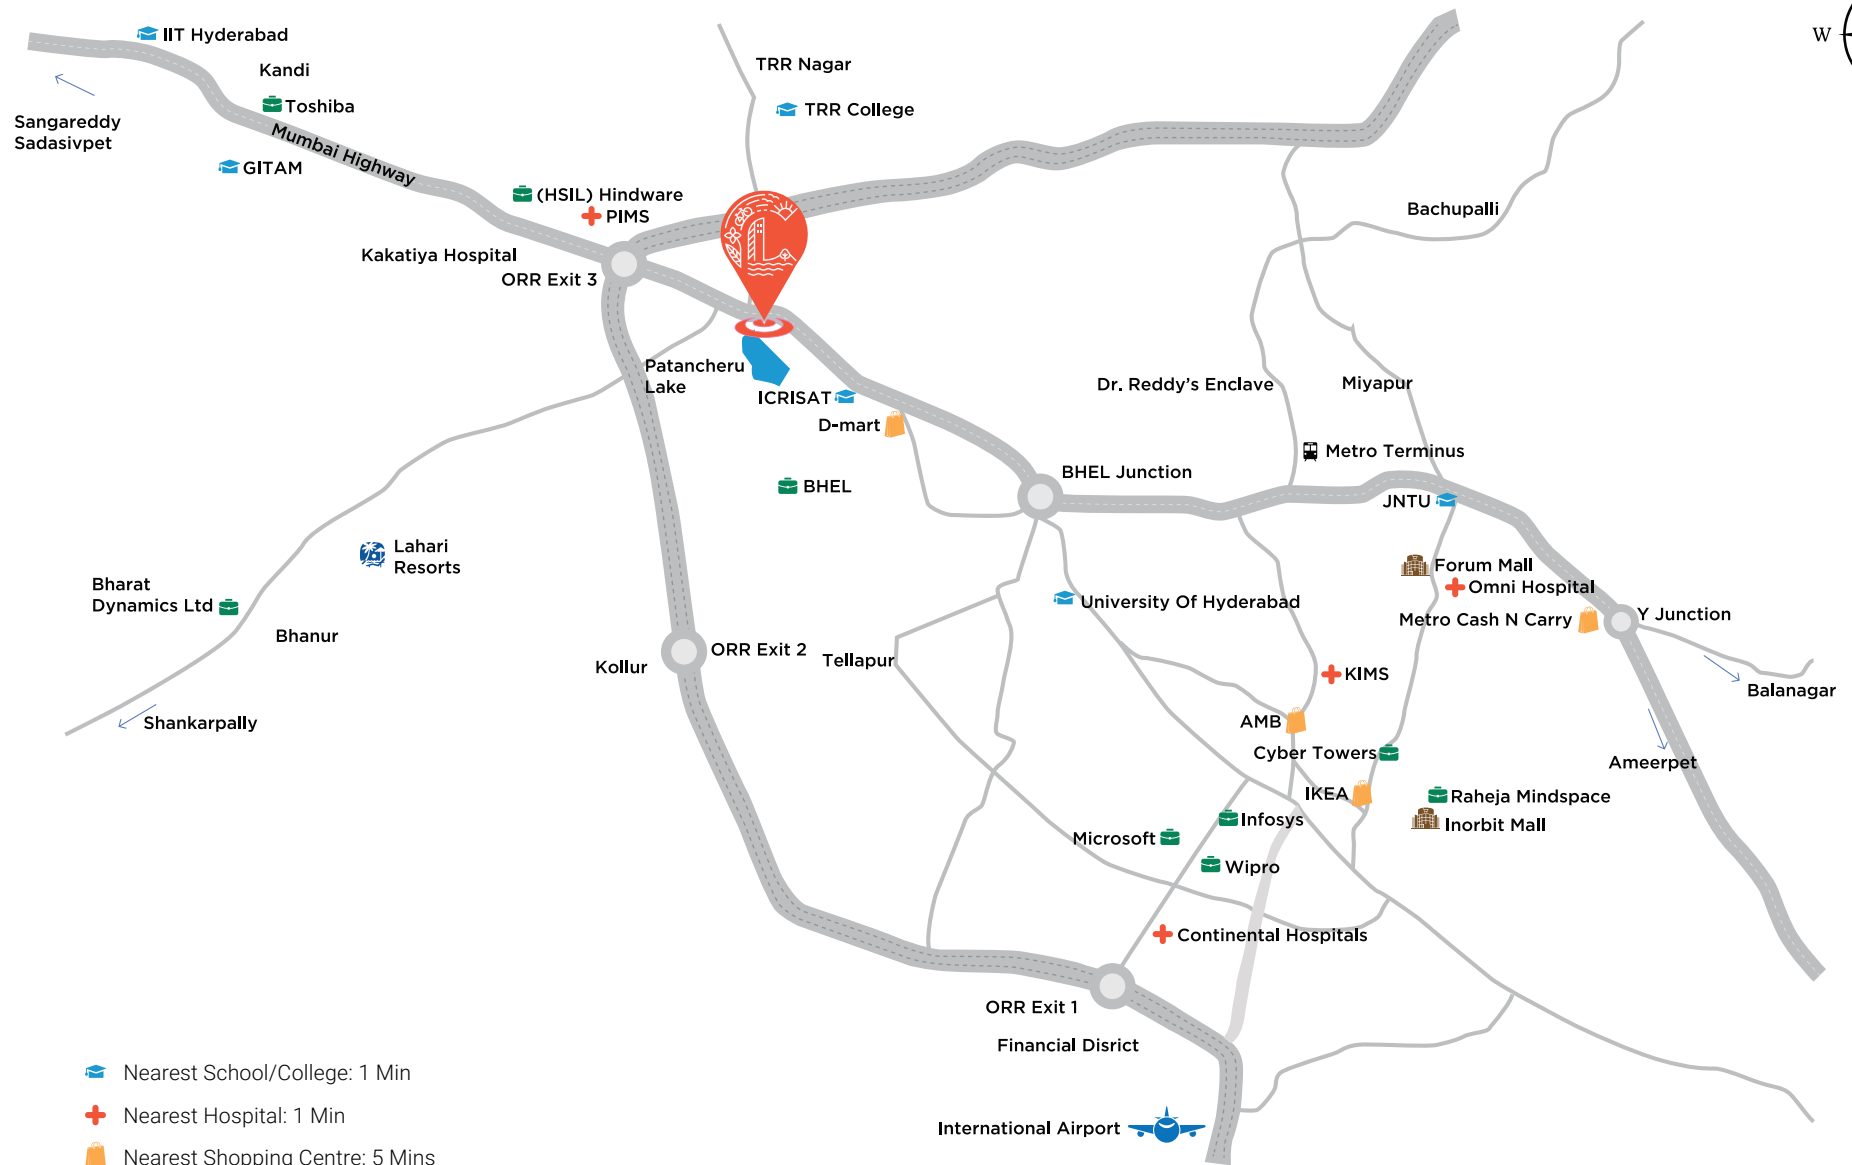 IIT Hyderabad
W
Kandi
TRR Nagar
Toshiba
TRR College
Sangareddy
Sadasivpet
Mumbai Highway
GITAM
(HSIL) Hindware
PIMS
Bachupalli
Kakatiya Hospital
ORR Exit 3
Patancheru
Lake
ICRISAT
D-mart
Dr. Reddy's Enclave
Miyapur
Metro Terminus
BHEL Junction
BHEL
JNTU
Lahari
Resorts
Forum Mall
Omni Hospital
Bharat
Dynamics Ltd
University Of Hyderabad
Metro Cash N Carry
Y Junction
Bhanur
ORR Exit 2
Tellapur
Kollur
KIMS
Balanagar
Shankarpally
AMB
Cyber Towers
Ameerpet
IKEA
Raheja Mindspace
Infosys
Inorbit Mall
Microsoft
Wipro
Continental Hospitals
ORR Exit 1
Financial Disrict
Nearest School/College: 1 Min
Nearest Hospital: 1 Min
International Airport
Nearest Shopping Centre: 5 Mins